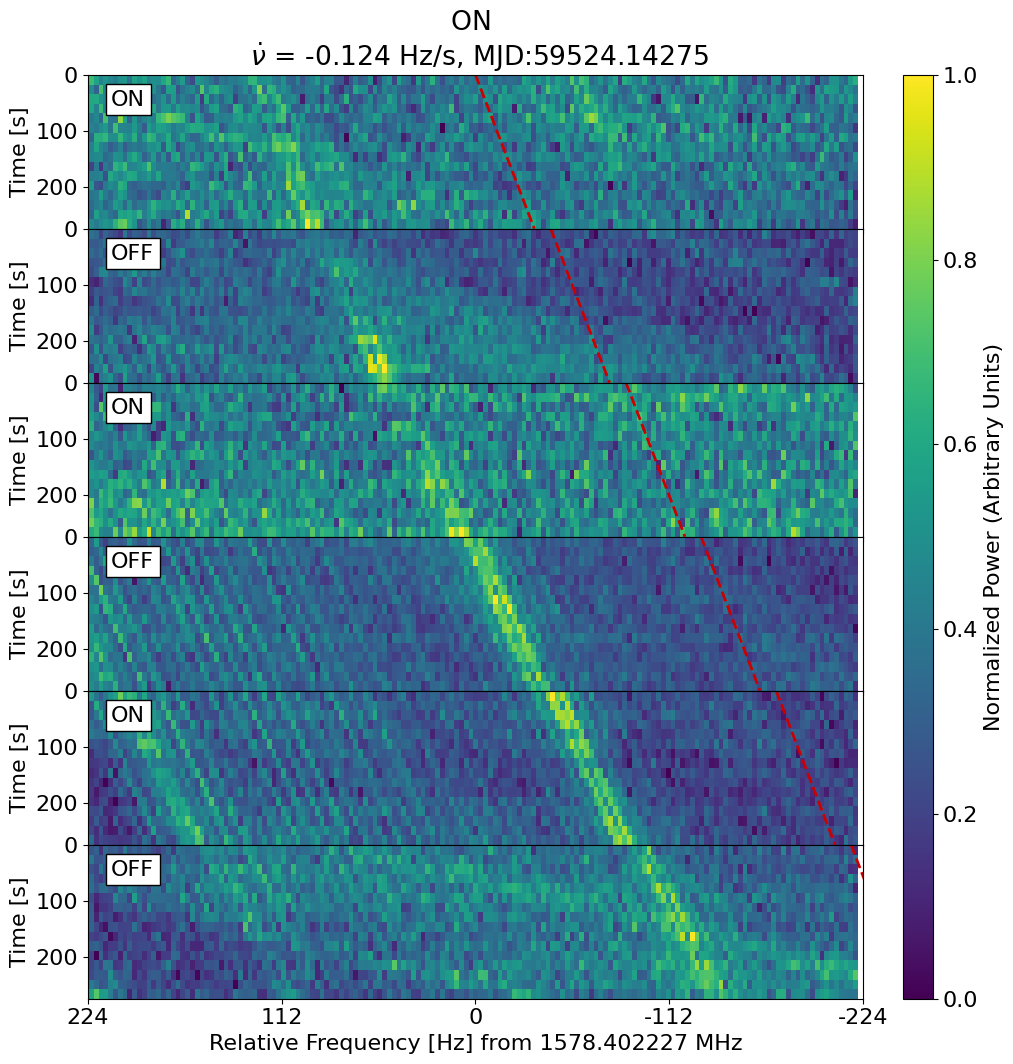 ON
ν̇ = -0.124 Hz/s, MJD:59524.14275
0
ON
100
200
Time [s]
0
OFF
100
200
Time [s]
0
ON
100
200
Time [s]
0
OFF
100
200
Time [s]
0
ON
100
200
Time [s]
0
OFF
100
200
Time [s]
224 112 0 -112 -224
Relative Frequency [Hz] from 1578.402227 MHz
1.0
0.8
0.6
0.4
0.2
0.0
Normalized Power (Arbitrary Units)